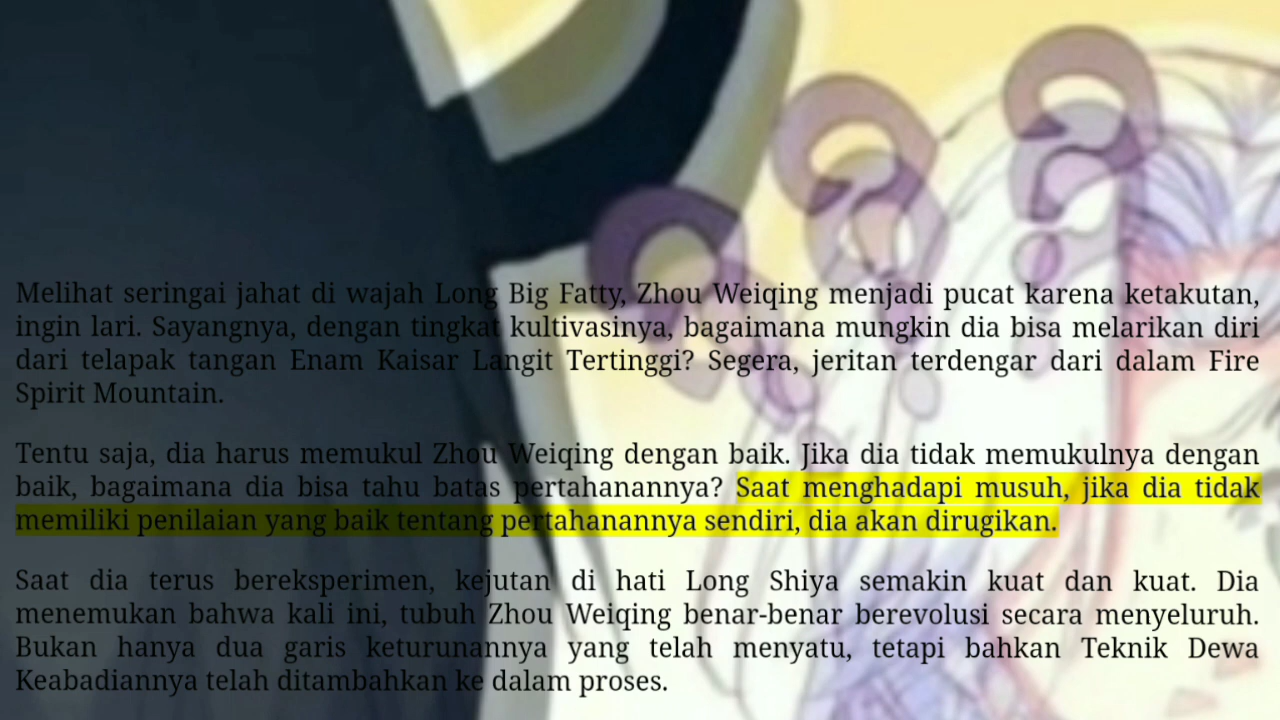 Melihat seringai jahat di wajah Long Big Fatty, Zhou Weiqing menjadi pucat karena ketakutan,
ingin lari. Sayangnya, dengan tingkat kultivasinya, bagaimana mungkin dia bisa melarikan diri
dari telapak tangan Enam Kaisar Langit Tertinggi? Segera, jeritan terdengar dari dalam Fire
Spirit Mountain.
Tentu saja, dia harus memukul Zhou Weiqing dengan baik. Jika dia tidak memukulnya dengan
baik, bagaimana dia bisa tahu batas pertahanannya? Saat menghadapi musuh, jika dia tidak
memiliki penilaian yang baik tentang pertahanannya sendiri, dia akan dirugikan.
Saat dia terus bereksperimen, kejutan di hati Long Shiya semakin kuat dan kuat. Dia
menemukan bahwa kali ini, tubuh Zhou Weiqing benar-benar berevolusi secara menyeluruh.
Bukan hanya dua garis keturunannya yang telah menyatu, tetapi bahkan Teknik Dewa
Keabadiannya telah ditambahkan ke dalam proses.